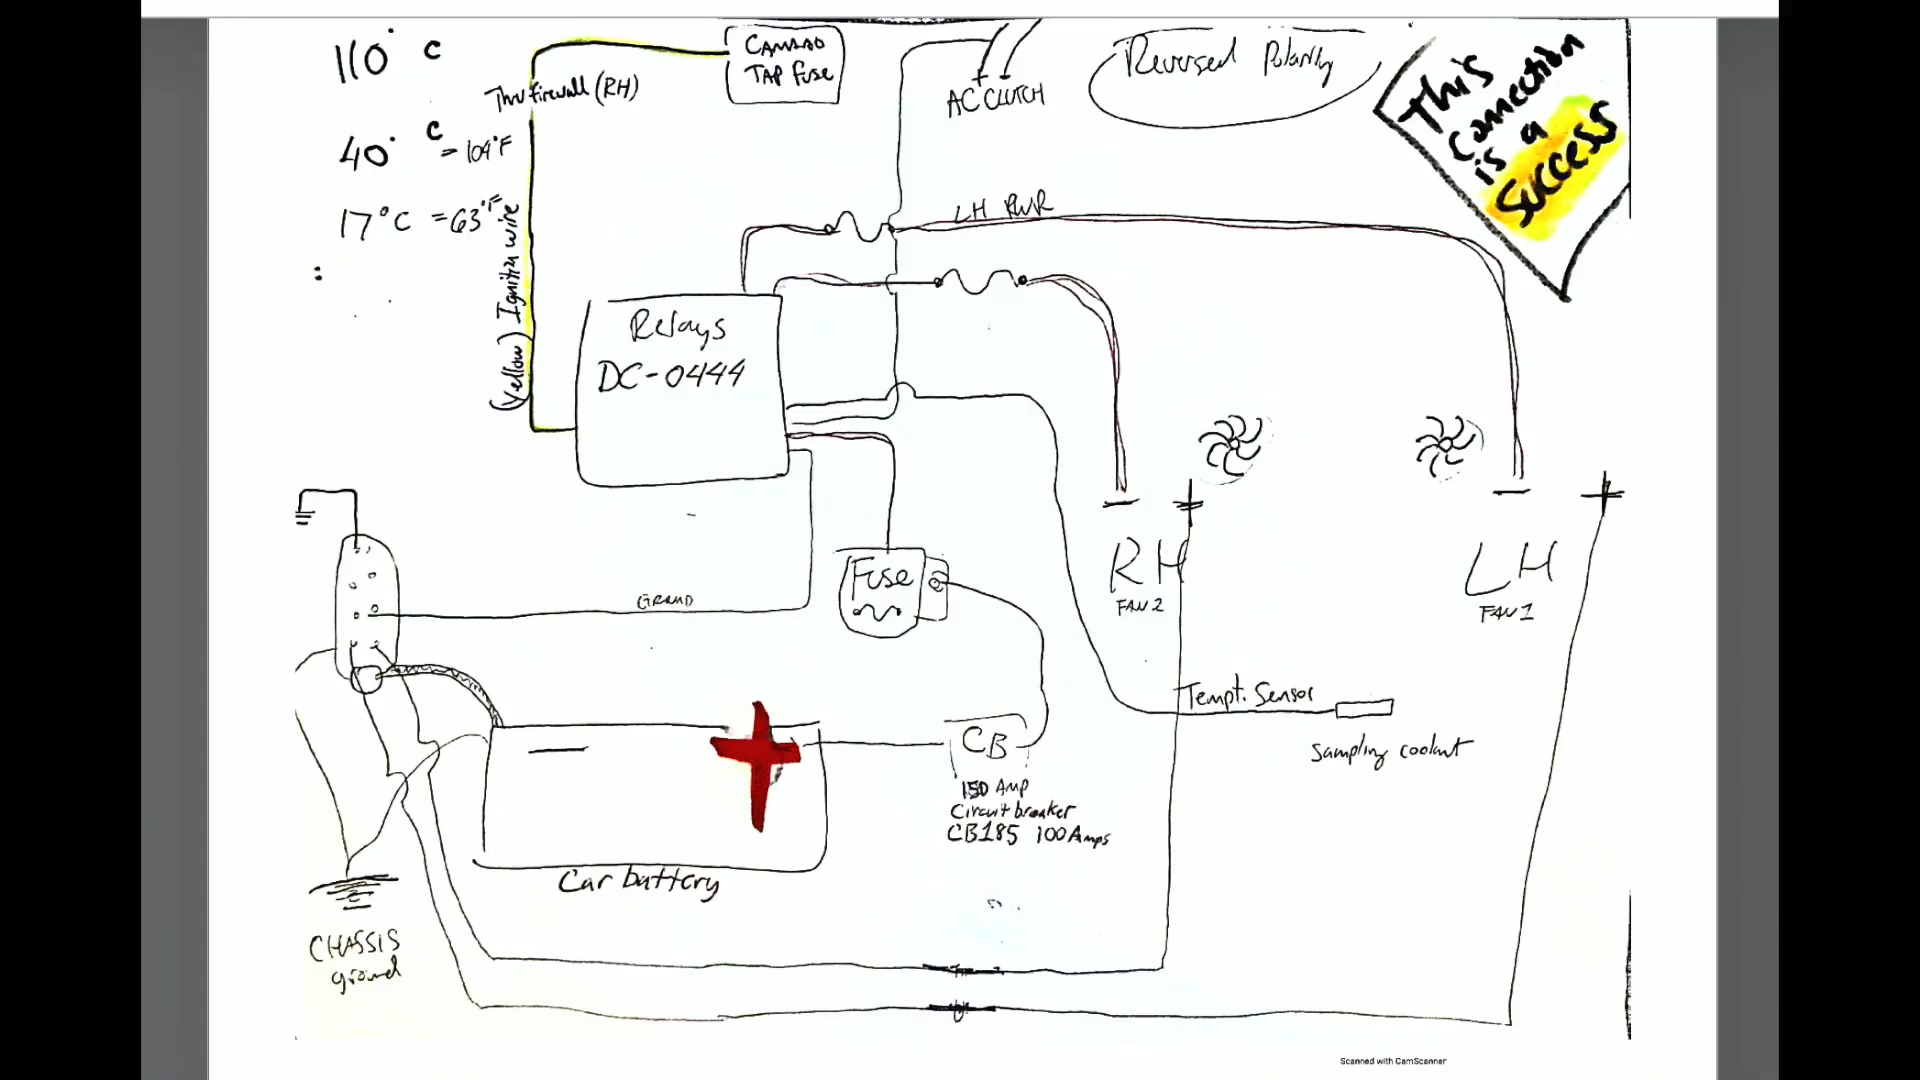 110° C
40° C = 104°F
17°C = 63°F
Thru firewall (RH)
CAMARO
TAP Fuse
(Yellow) Ignition wire
+ -
AC CLUTCH
Reversed Polarity
This
Connection
is a
SUCCESS
LH PWR
Relays
DC-0444
GROUND
Fuse
- +
RH
FAN 2
- +
LH
FAN 1
Tempt. Sensor
Sampling coolant
- +
Car battery
CB
150 Amp
Circuit breaker
CB185 100 Amps
CHASSIS
ground
Scanned with CamScanner